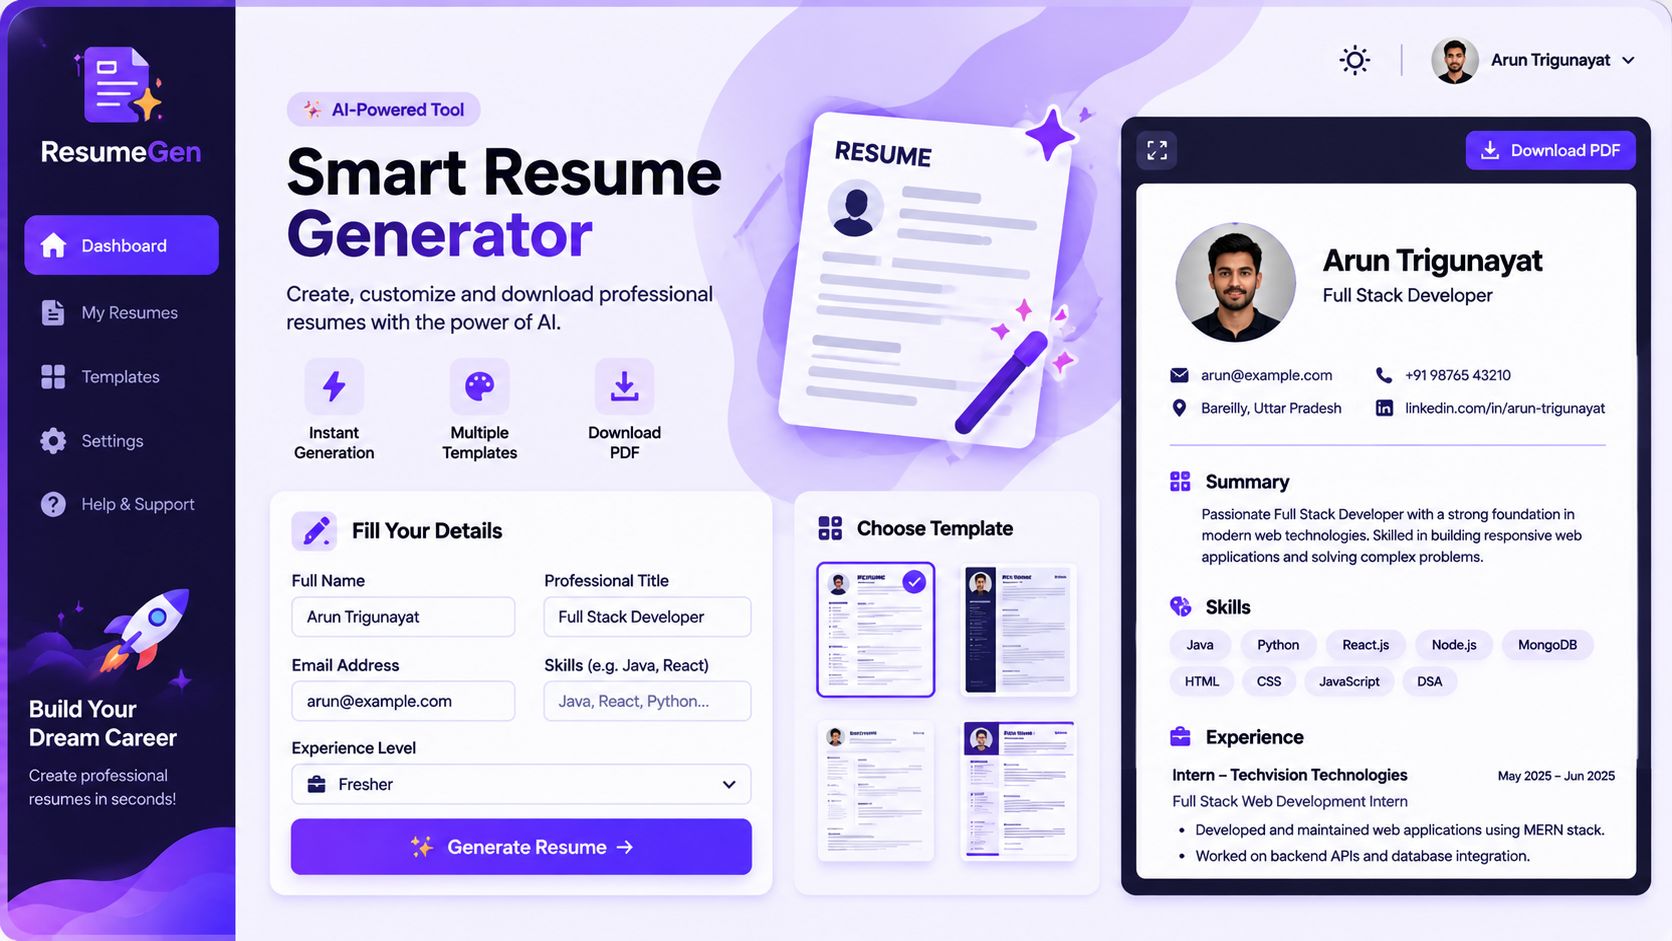 ResumeGen
Dashboard
My Resumes
Templates
Settings
Help & Support
Build Your
Dream Career
Create professional
resumes in seconds!
AI-Powered Tool
Smart Resume
Generator
Create, customize and download professional
resumes with the power of AI.
Instant
Generation
Multiple
Templates
Download
PDF
RESUME
Fill Your Details
Full Name
Arun Trigunayat
Professional Title
Full Stack Developer
Email Address
arun@example.com
Skills (e.g. Java, React)
Java, React, Python...
Experience Level
Fresher
Generate Resume →
Choose Template
Arun Trigunayat
Download PDF
Arun Trigunayat
Full Stack Developer
arun@example.com
+91 98765 43210
Bareilly, Uttar Pradesh
linkedin.com/in/arun-trigunayat
Summary
Passionate Full Stack Developer with a strong foundation in
modern web technologies. Skilled in building responsive web
applications and solving complex problems.
Skills
Java Python React.js Node.js MongoDB
HTML CSS JavaScript DSA
Experience
Intern – Techvision Technologies May 2025 – Jun 2025
Full Stack Web Development Intern
• Developed and maintained web applications using MERN stack.
• Worked on backend APIs and database integration.